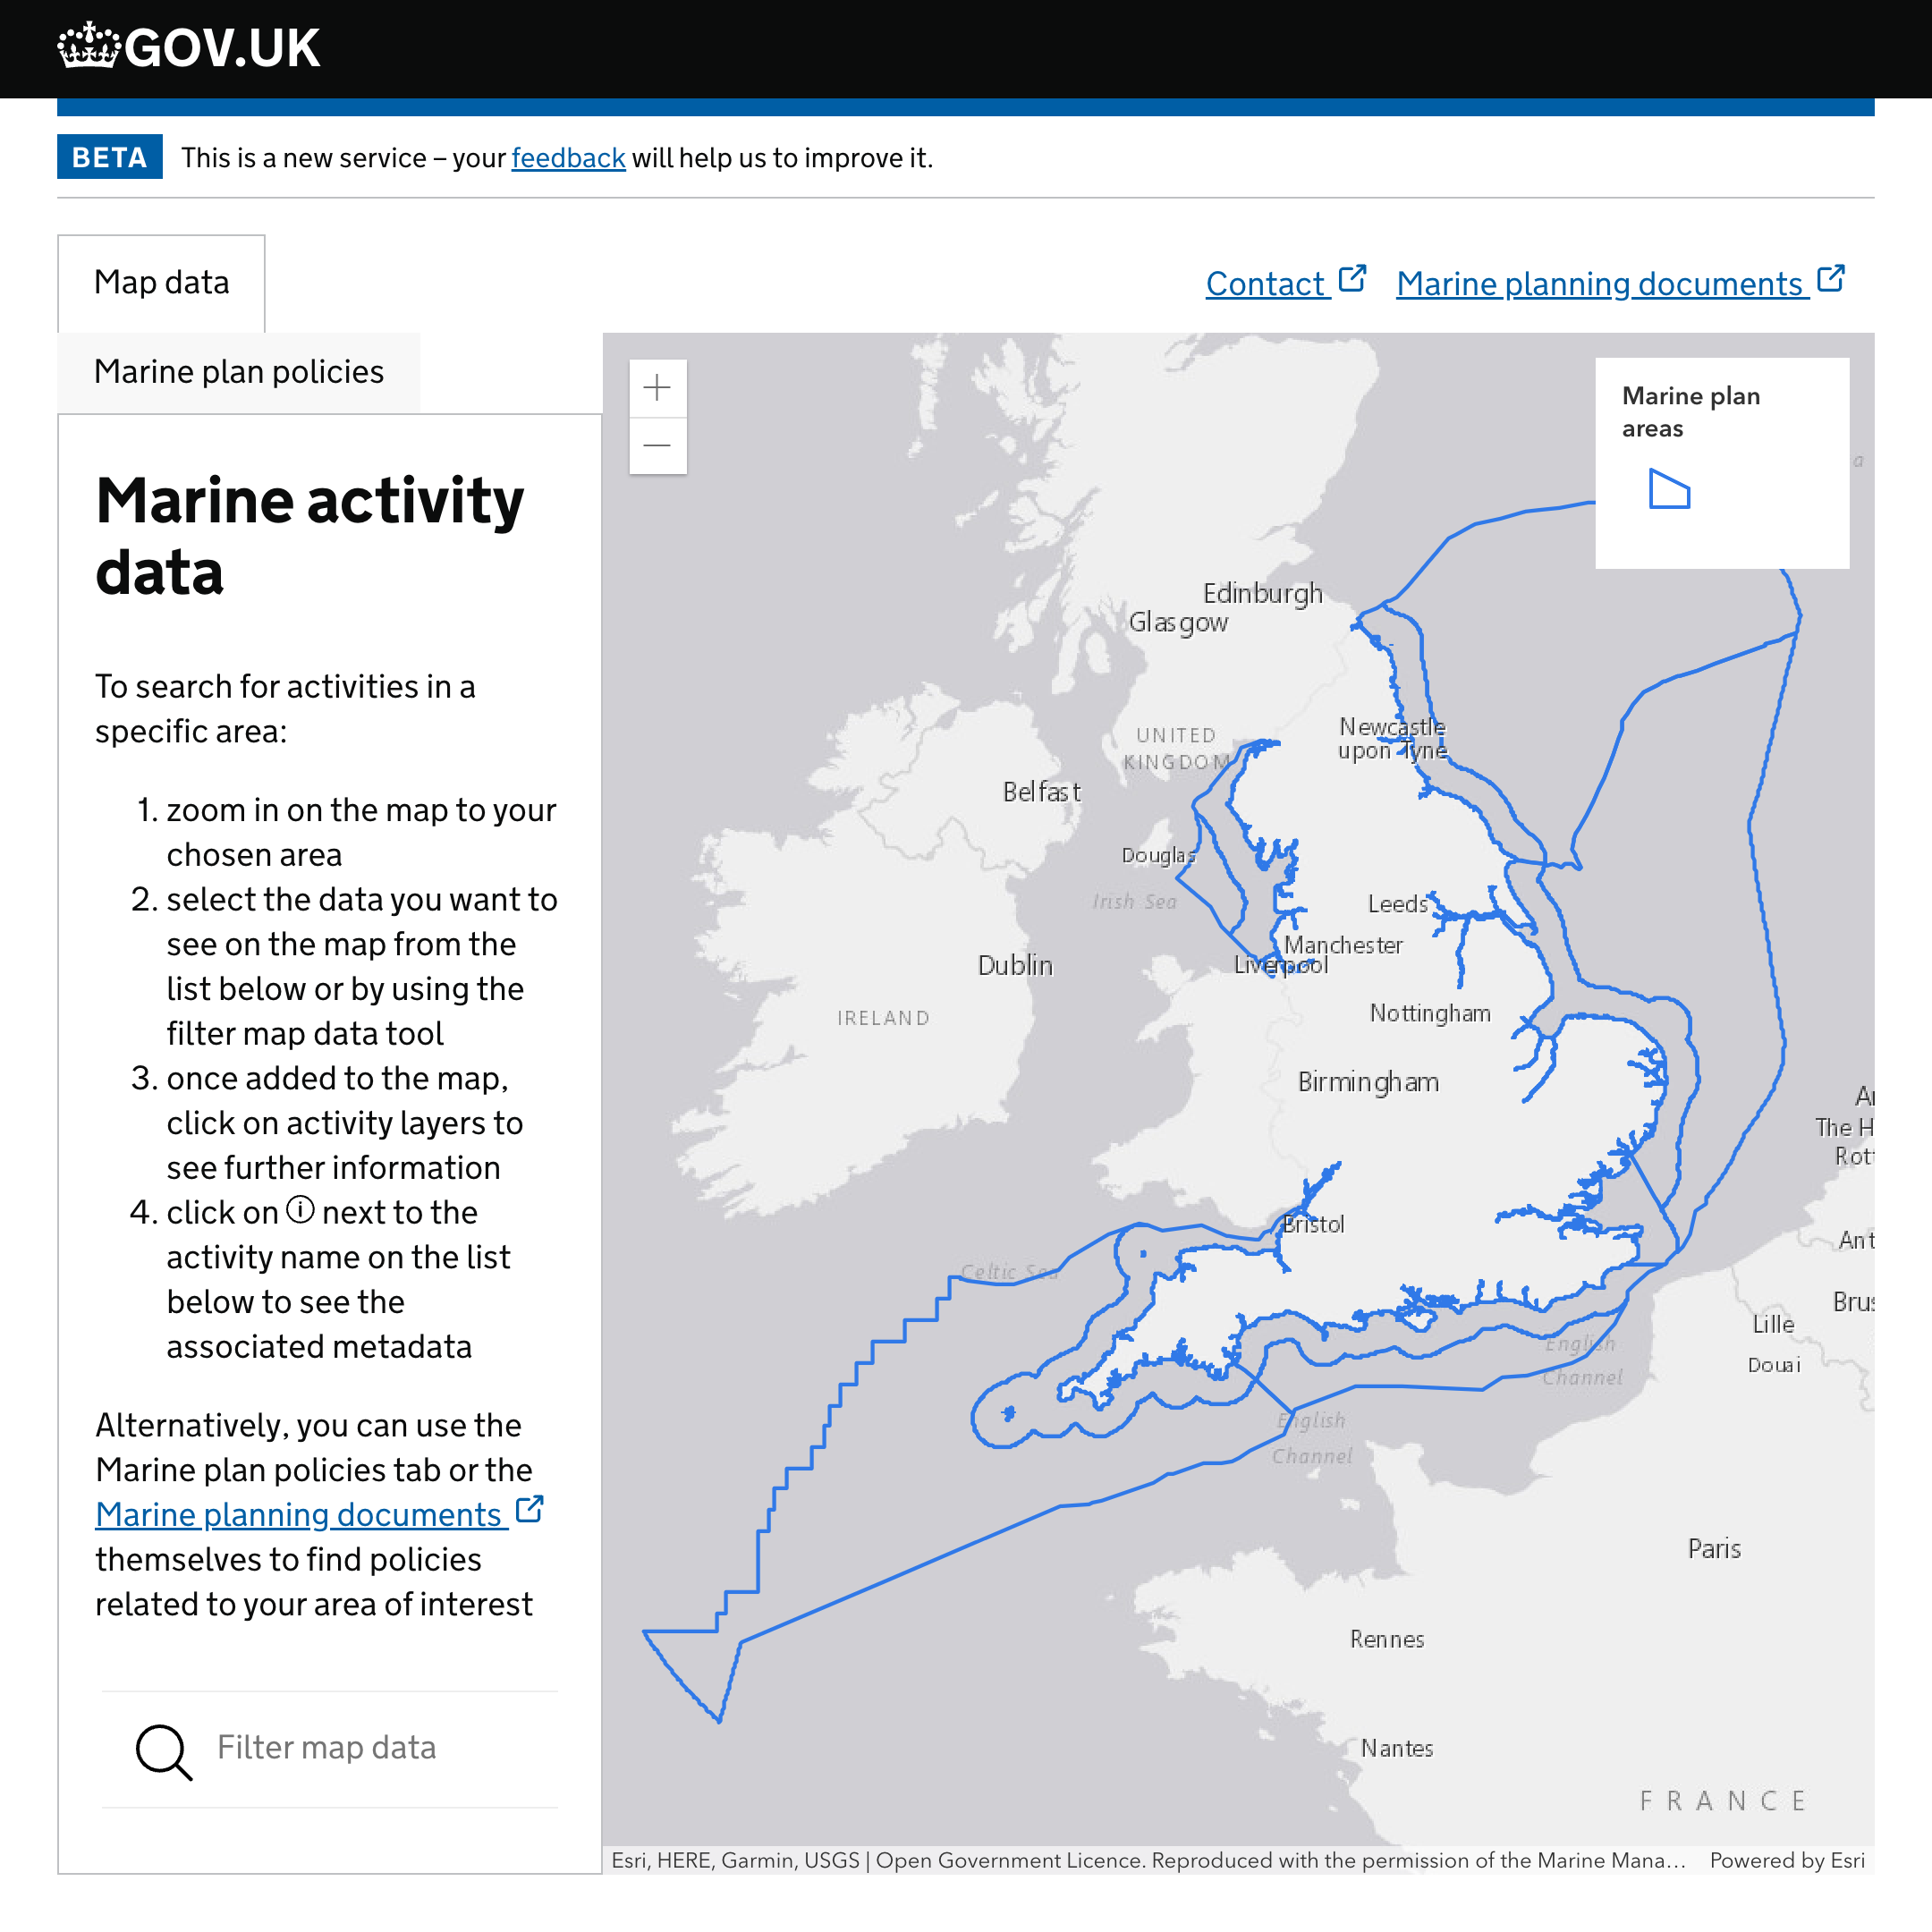 GOV.UK
BETA This is a new service – your feedback will help us to improve it.
Map data
Contact Marine planning documents
Marine plan policies
Marine activity
data
To search for activities in a
specific area:
1. zoom in on the map to your
chosen area
2. select the data you want to
see on the map from the
list below or by using the
filter map data tool
3. once added to the map,
click on activity layers to
see further information
4. click on i next to the
activity name on the list
below to see the
associated metadata
Alternatively, you can use the
Marine plan policies tab or the
Marine planning documents
themselves to find policies
related to your area of interest
Filter map data
+
−
Marine plan
areas
a
Edinburgh
Glasgow
Newcastle
upon Tyne
UNITED
KINGDOM
Belfast
Douglas
Irish Sea
Leeds
Manchester
Liverpool
Dublin
IRELAND
Nottingham
Birmingham
The H
Rott
Bristol
Ant
Celtic Sea
Brus
Lille
English
Channel
Douai
English
Channel
Paris
Rennes
Nantes
FRANCE
Esri, HERE, Garmin, USGS | Open Government Licence. Reproduced with the permission of the Marine Mana… Powered by Esri